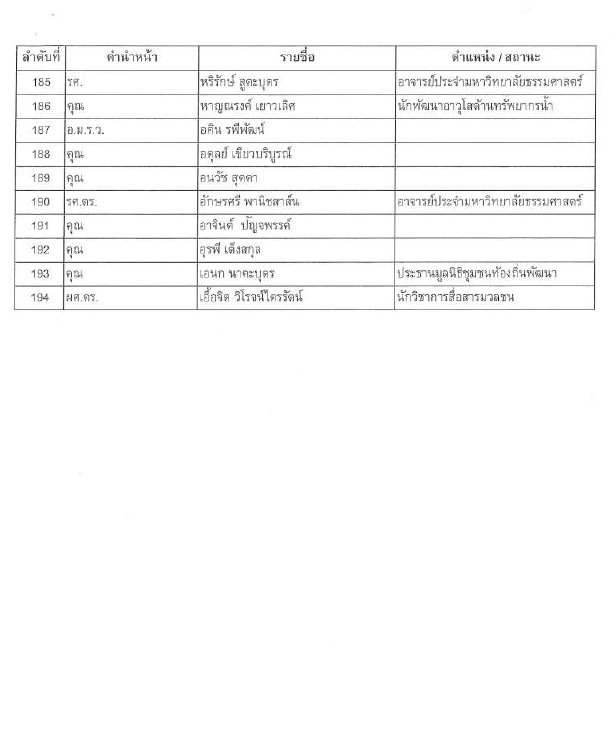 ลำดับที่ คำนำหน้า รายชื่อ ตำแหน่ง / สถานะ
185 รศ. หริรักษ์ สูตะบุตร อาจารย์ประจำมหาวิทยาลัยธรรมศาสตร์
186 คุณ หาญณรงค์ เยาวเลิศ นักพัฒนาอาวุโสด้านทรัพยากรน้ำ
187 อ.ม.ร.ว. อคิน รพีพัฒน์
188 คุณ อดุลย์ เขียวบริบูรณ์
189 คุณ อนวัช สุดดา
190 รศ.ดร. อักษรศรี พานิชสาส์น อาจารย์ประจำมหาวิทยาลัยธรรมศาสตร์
191 คุณ อาจินต์ ปัญจพรรค์
192 คุณ อุรพี เด็งสกุล
193 คุณ เอนก นาคะบุตร ประธานมูลนิธิชุมชนท้องถิ่นพัฒนา
194 ผศ.ดร. เอื้อจิต วิโรจน์ไตรรัตน์ นักวิชาการสื่อสารมวลชน